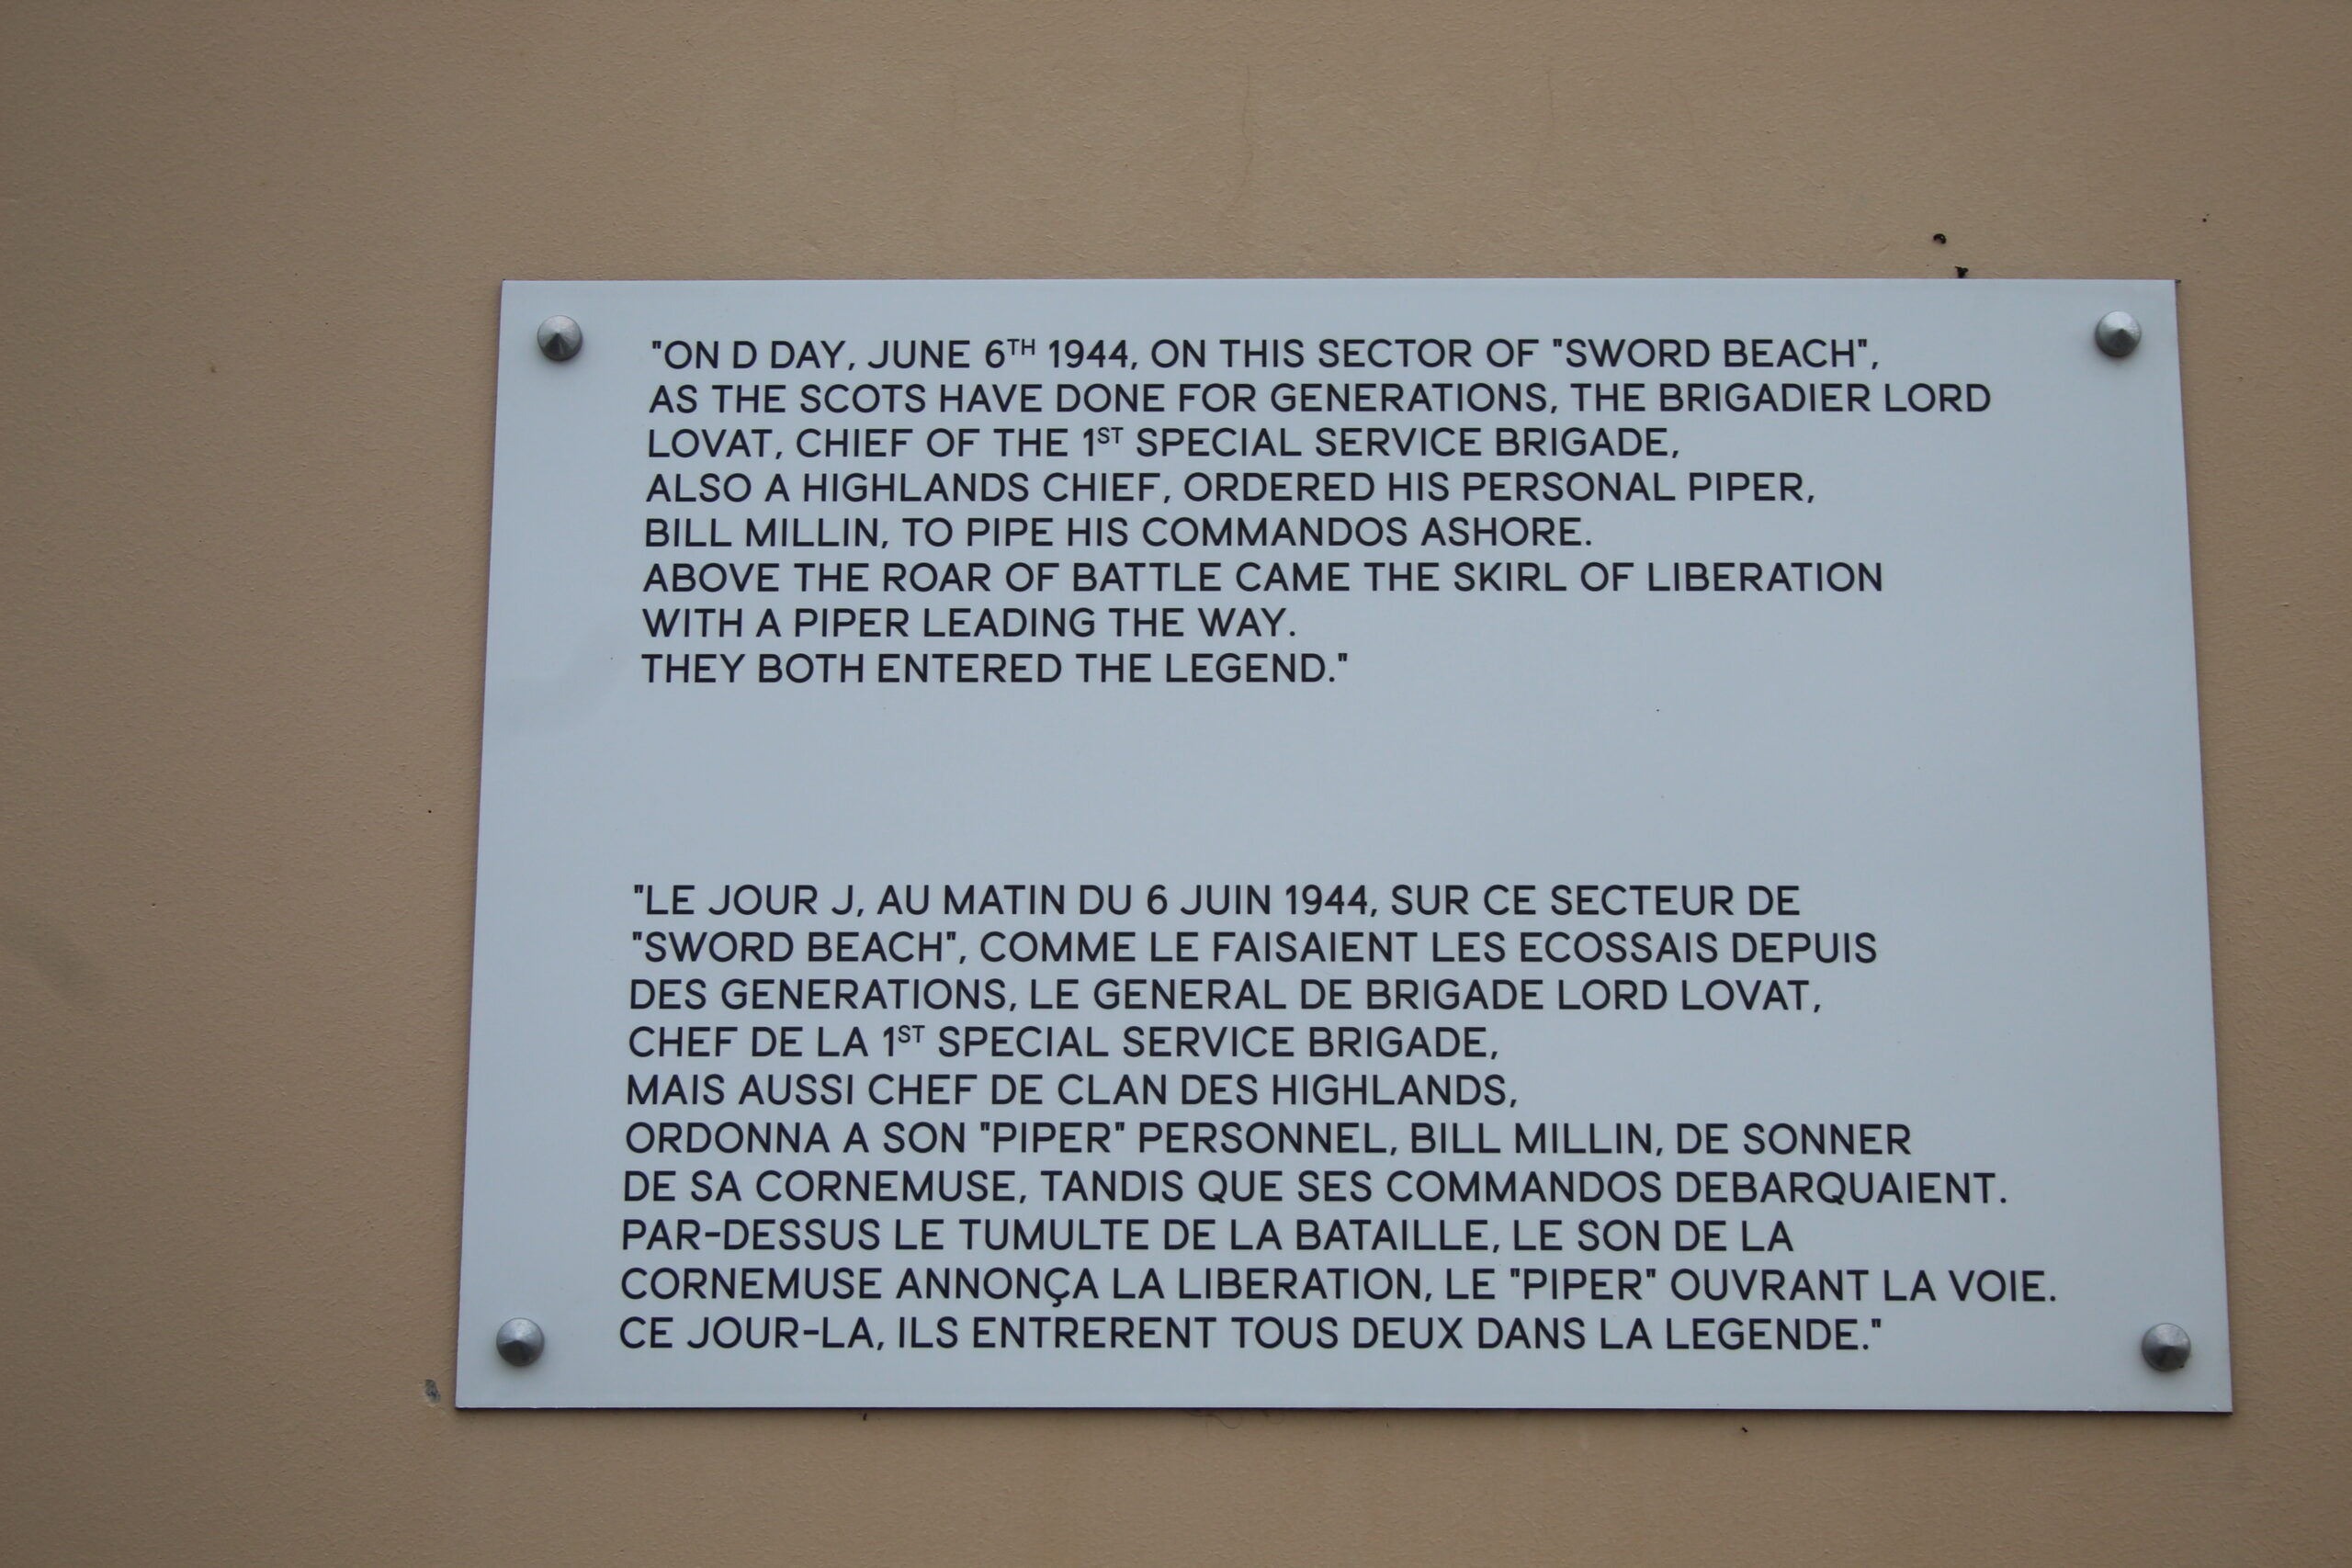 "ON D DAY, JUNE 6TH 1944, ON THIS SECTOR OF "SWORD BEACH",
AS THE SCOTS HAVE DONE FOR GENERATIONS, THE BRIGADIER LORD
LOVAT, CHIEF OF THE 1ST SPECIAL SERVICE BRIGADE,
ALSO A HIGHLANDS CHIEF, ORDERED HIS PERSONAL PIPER,
BILL MILLIN, TO PIPE HIS COMMANDOS ASHORE.
ABOVE THE ROAR OF BATTLE CAME THE SKIRL OF LIBERATION
WITH A PIPER LEADING THE WAY.
THEY BOTH ENTERED THE LEGEND."
"LE JOUR J, AU MATIN DU 6 JUIN 1944, SUR CE SECTEUR DE
"SWORD BEACH", COMME LE FAISAIENT LES ECOSSAIS DEPUIS
DES GENERATIONS, LE GENERAL DE BRIGADE LORD LOVAT,
CHEF DE LA 1ST SPECIAL SERVICE BRIGADE,
MAIS AUSSI CHEF DE CLAN DES HIGHLANDS,
ORDONNA A SON "PIPER" PERSONNEL, BILL MILLIN, DE SONNER
DE SA CORNEMUSE, TANDIS QUE SES COMMANDOS DEBARQUAIENT.
PAR-DESSUS LE TUMULTE DE LA BATAILLE, LE SON DE LA
CORNEMUSE ANNONÇA LA LIBERATION, LE "PIPER" OUVRANT LA VOIE.
CE JOUR-LA, ILS ENTRERENT TOUS DEUX DANS LA LEGENDE."